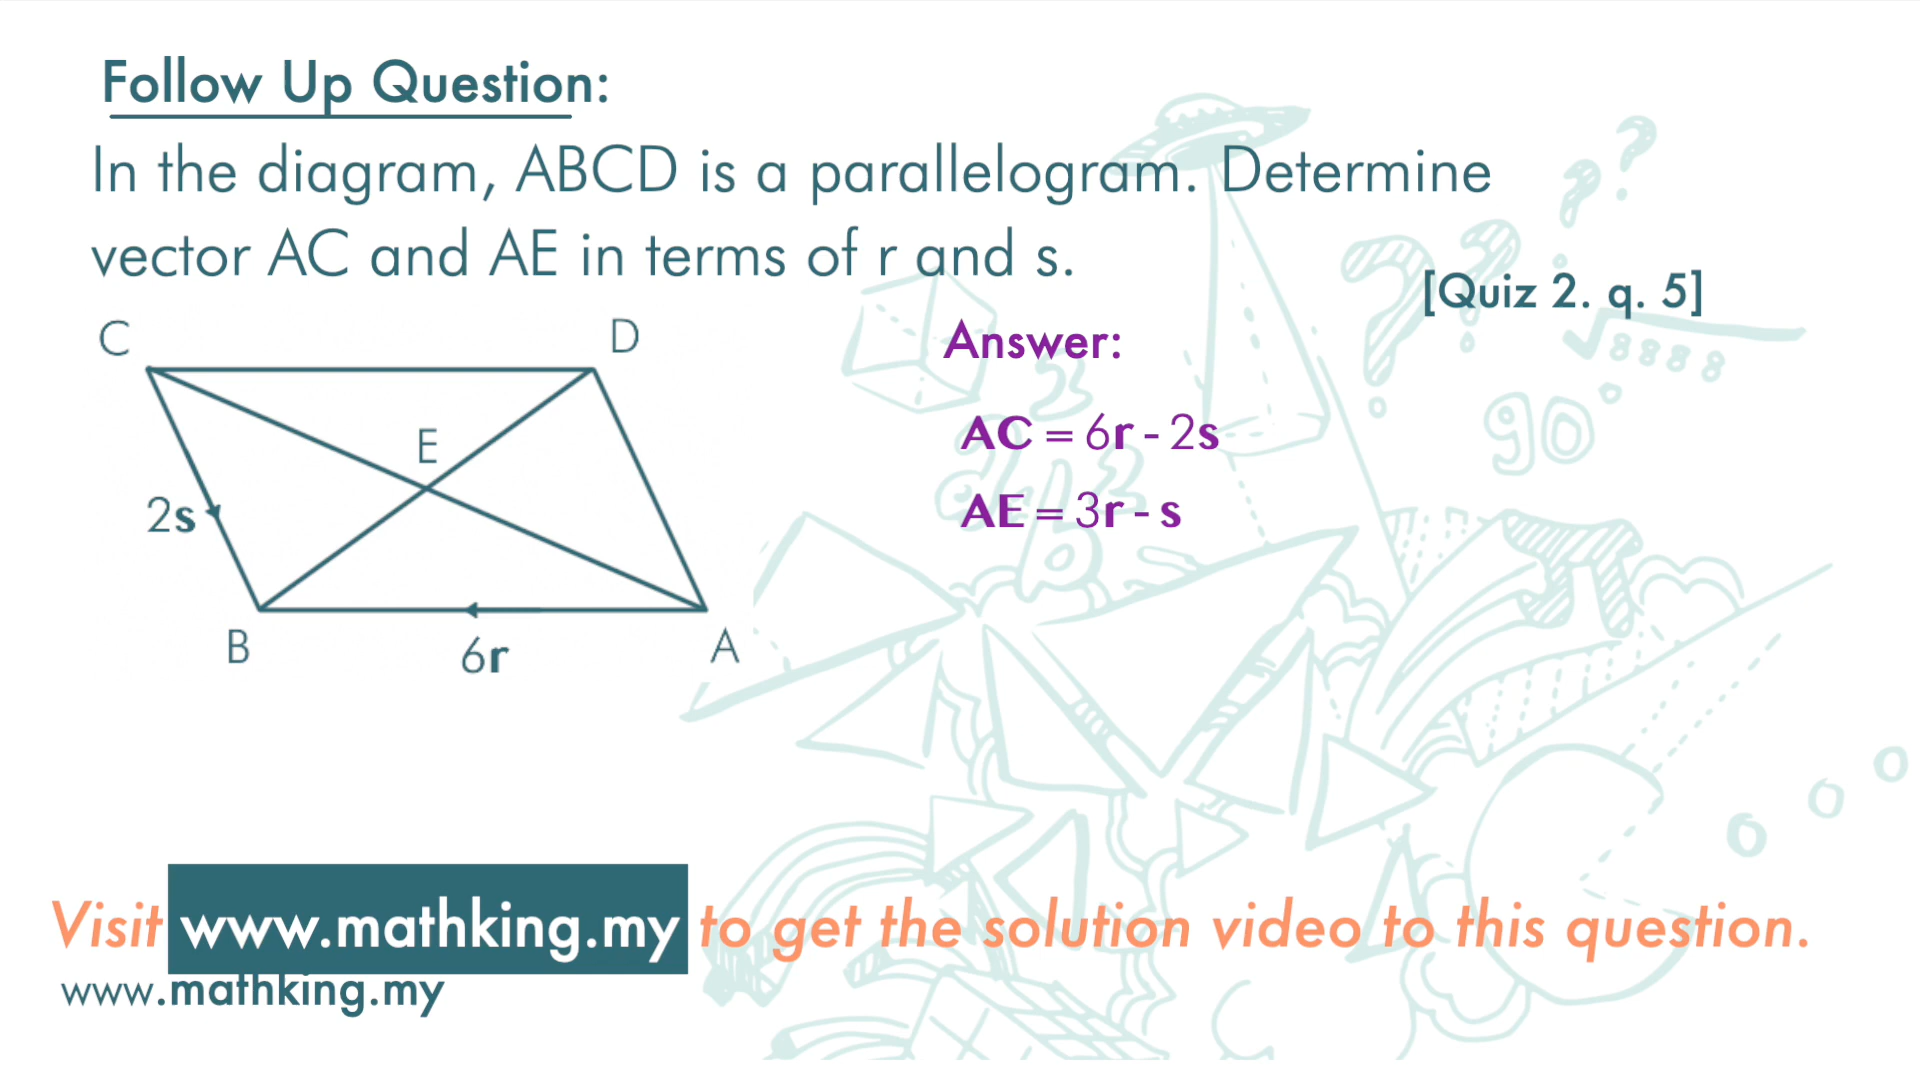 Follow Up Question:
In the diagram, ABCD is a parallelogram. Determine
vector AC and AE in terms of r and s.
[Quiz 2. q. 5]
C
D
E
2s
B
6r
A
Answer:
AC = 6r - 2s
AE = 3r - s
??
??
√8888
90°
π
b
Visit www.mathking.my to get the solution video to this question.
www.mathking.my